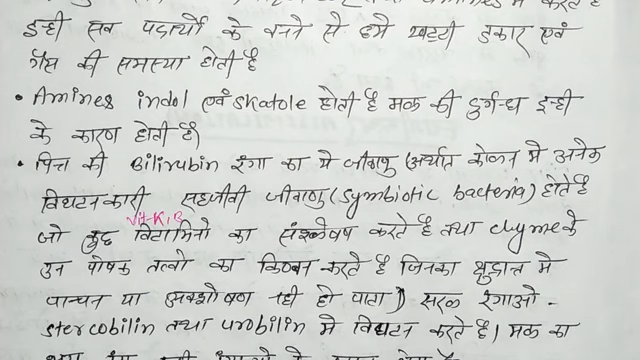 इन्ही सब पदार्थों के बनने से हमे खट्टी डकार एवं
गैस की समस्या होती है
• Amines indol एवं skatole होती है मल की दुर्गन्ध इन्ही
के कारण होती है।
• पित्त की Bilirubin रंगा का मे जीवाणु (अर्थात कोलन मे अनेक
विघटनकारी सहजीवी जीवाणु (symbiotic bacteria) होते है
Vit-K,B
जो कुछ विटामिनो का संश्लेषण करते है तथा chyme के
उन पोषक तत्वो का किण्वन करते है जिनका क्षुद्रान्त मे
पाचन या अवशोषण नही हो पाता) सरल रंगाओ -
stercobilin तथा urobilin मे विघटन करते है। मल का